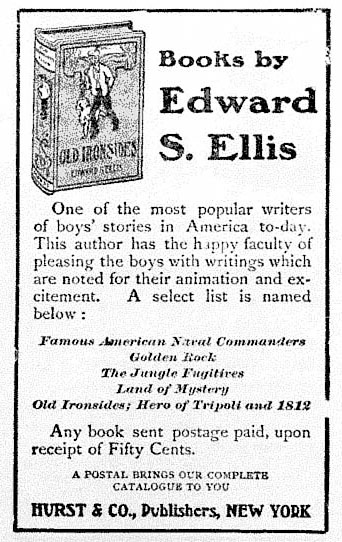 OLD IRONSIDES
EDWARD S. ELLIS
Books by
Edward
S. Ellis
One of the most popular writers
of boys' stories in America to-day.
This author has the happy faculty of
pleasing the boys with writings which
are noted for their animation and ex-
citement. A select list is named
below :
Famous American Naval Commanders
Golden Rock
The Jungle Fugitives
Land of Mystery
Old Ironsides; Hero of Tripoli and 1812
Any book sent postage paid, upon
receipt of Fifty Cents.
A POSTAL BRINGS OUR COMPLETE
CATALOGUE TO YOU
HURST & CO., Publishers, NEW YORK